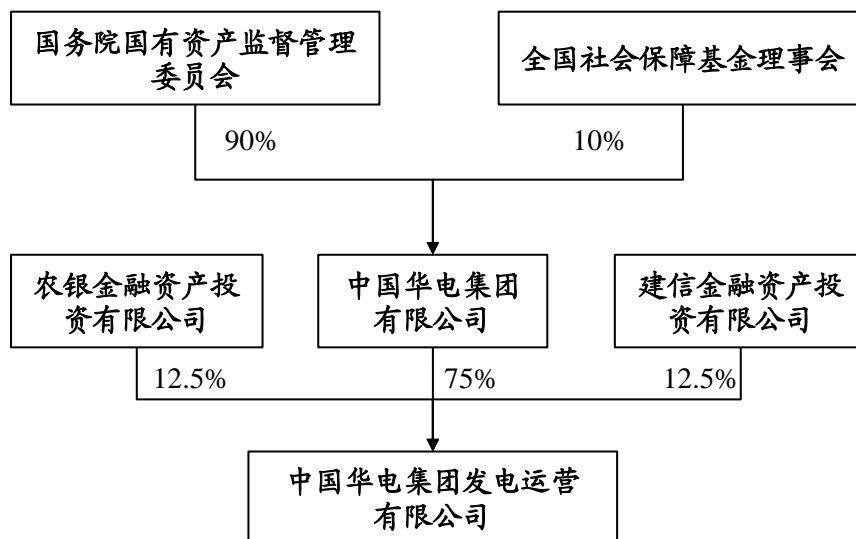 国务院国有资产监督管理
委员会
全国社会保障基金理事会
90%
10%
农银金融资产投
资有限公司
中国华电集团
有限公司
建信金融资产投
资有限公司
12.5%
75%
12.5%
中国华电集团发电运营
有限公司